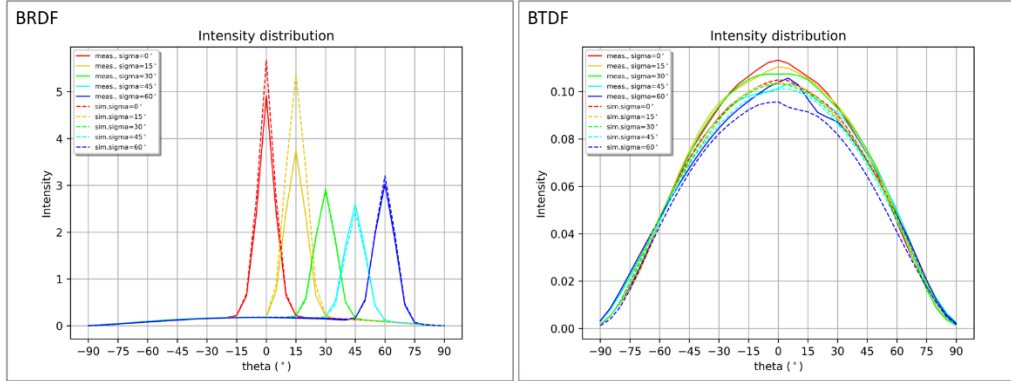 BRDF
Intensity distribution
meas., sigma=0°
meas., sigma=15°
meas., sigma=30°
meas., sigma=45°
meas., sigma=60°
sim.sigma=0°
sim.sigma=15°
sim.sigma=30°
sim.sigma=45°
sim.sigma=60°
Intensity
5
4
3
2
1
0
−90 −75 −60 −45 −30 −15 0 15 30 45 60 75 90
theta (°)
BTDF
Intensity distribution
meas., sigma=0°
meas., sigma=15°
meas., sigma=30°
meas., sigma=45°
meas., sigma=60°
sim.sigma=0°
sim.sigma=15°
sim.sigma=30°
sim.sigma=45°
sim.sigma=60°
Intensity
0.10
0.08
0.06
0.04
0.02
0.00
−90 −75 −60 −45 −30 −15 0 15 30 45 60 75 90
theta (°)